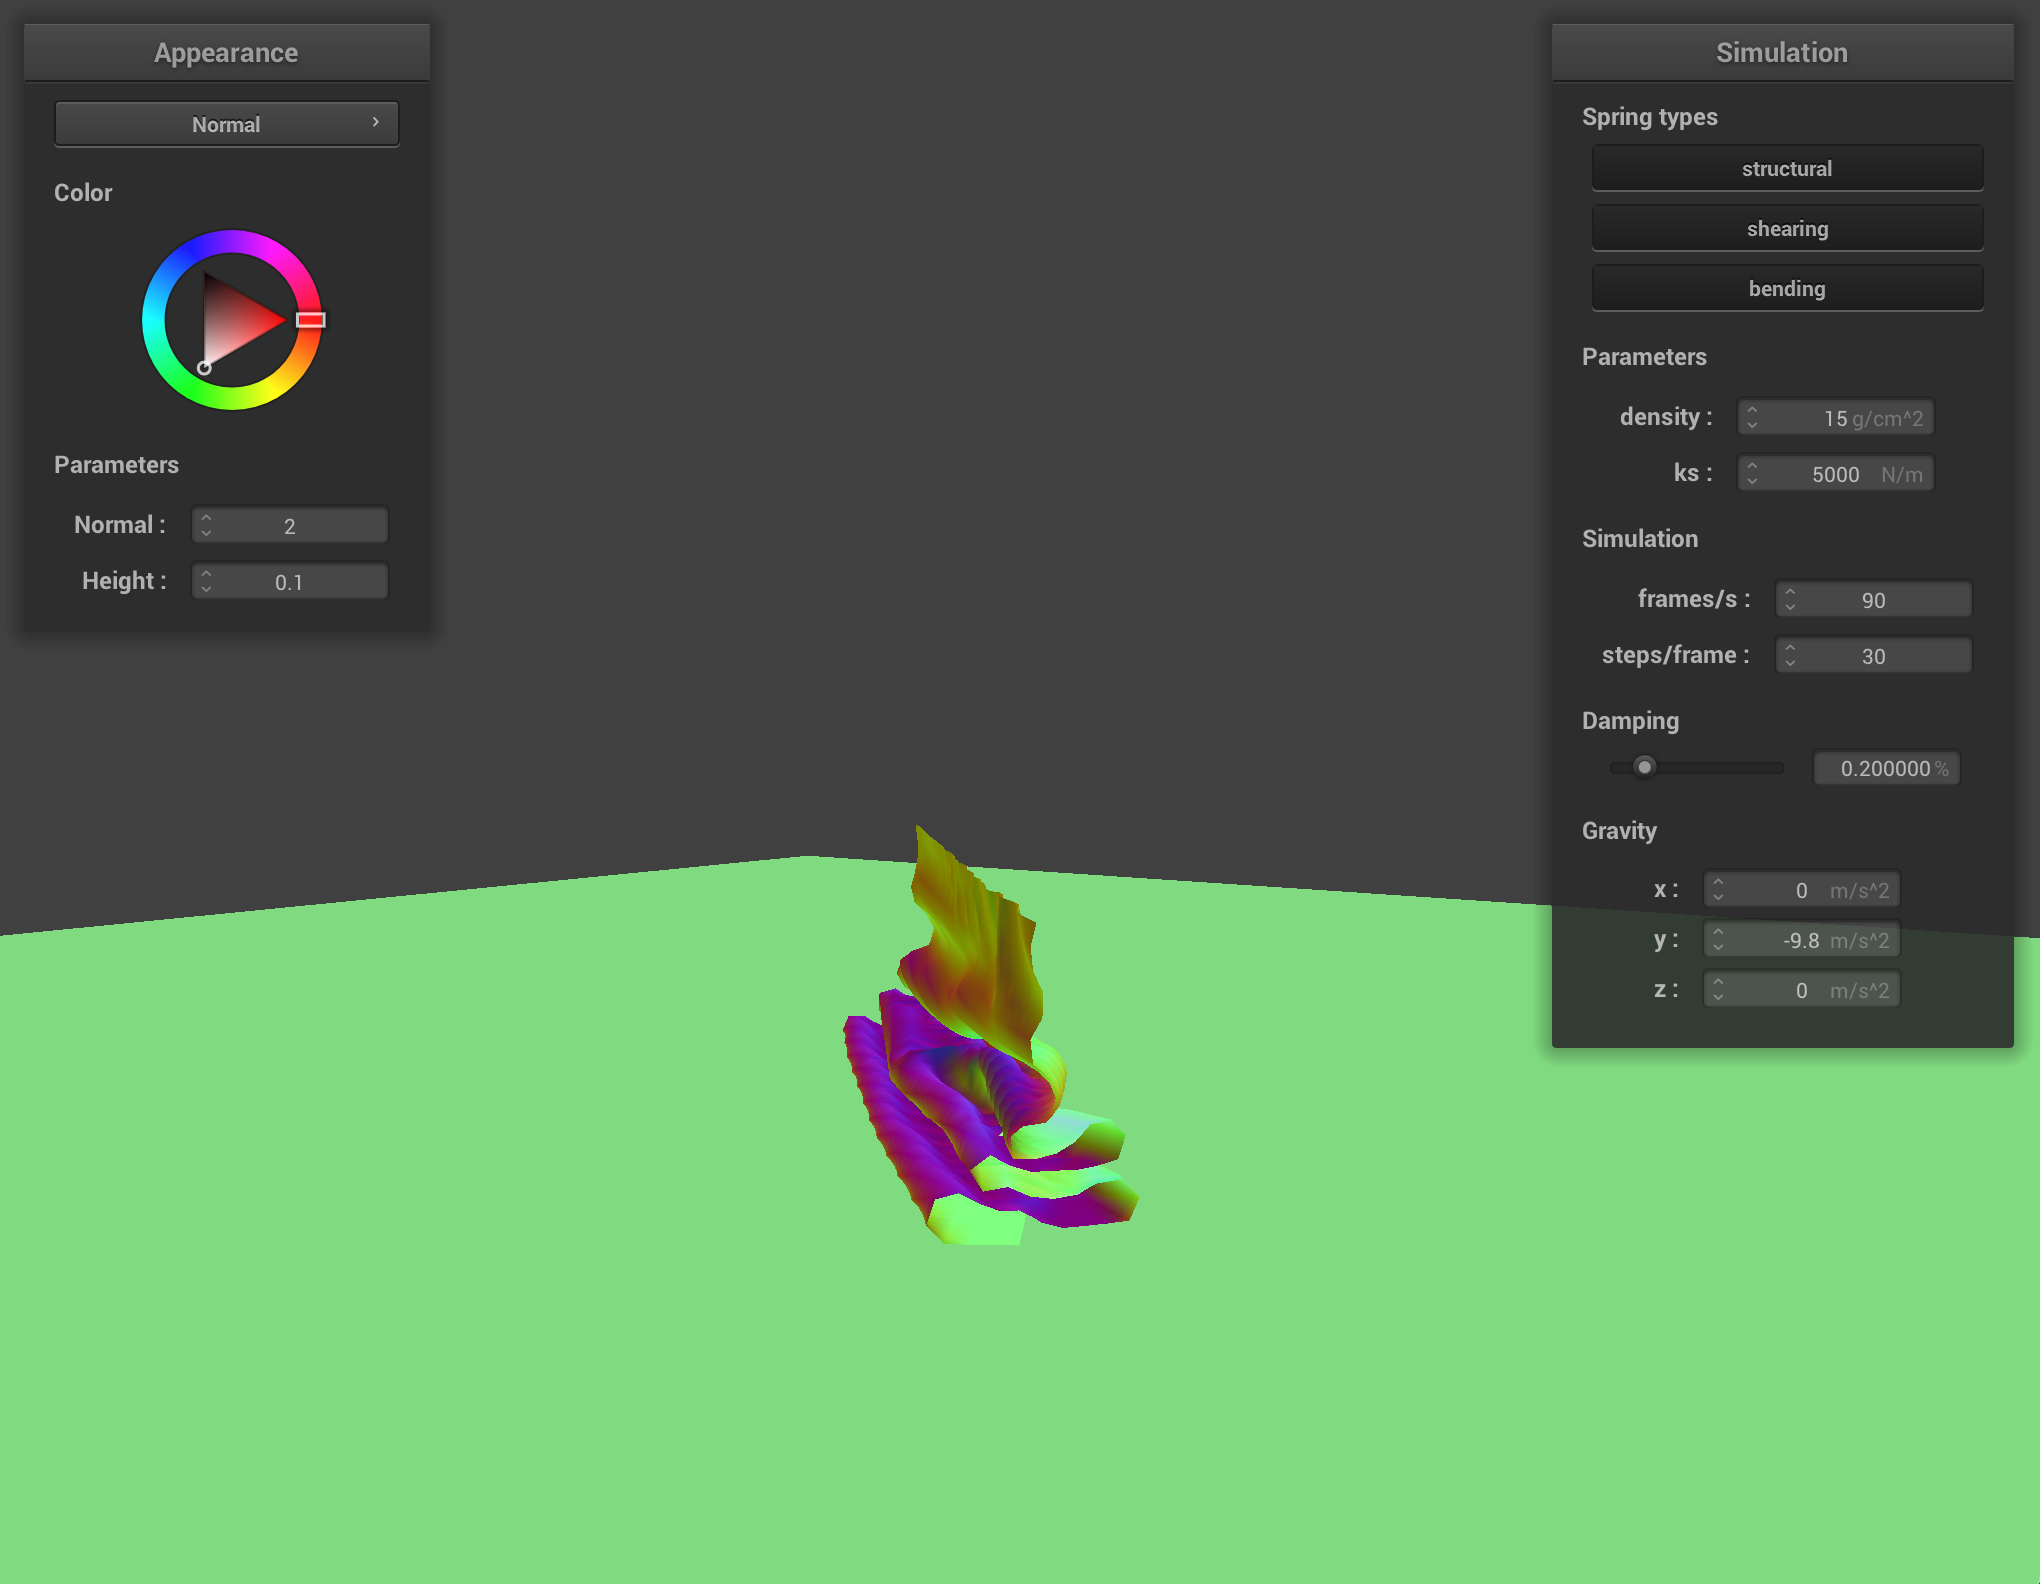 Appearance
Normal
Color
Parameters
Normal : 2
Height : 0.1
Simulation
Spring types
structural
shearing
bending
Parameters
density : 15 g/cm^2
ks : 5000 N/m
Simulation
frames/s : 90
steps/frame : 30
Damping
0.200000 %
Gravity
x : 0 m/s^2
y : -9.8 m/s^2
z : 0 m/s^2